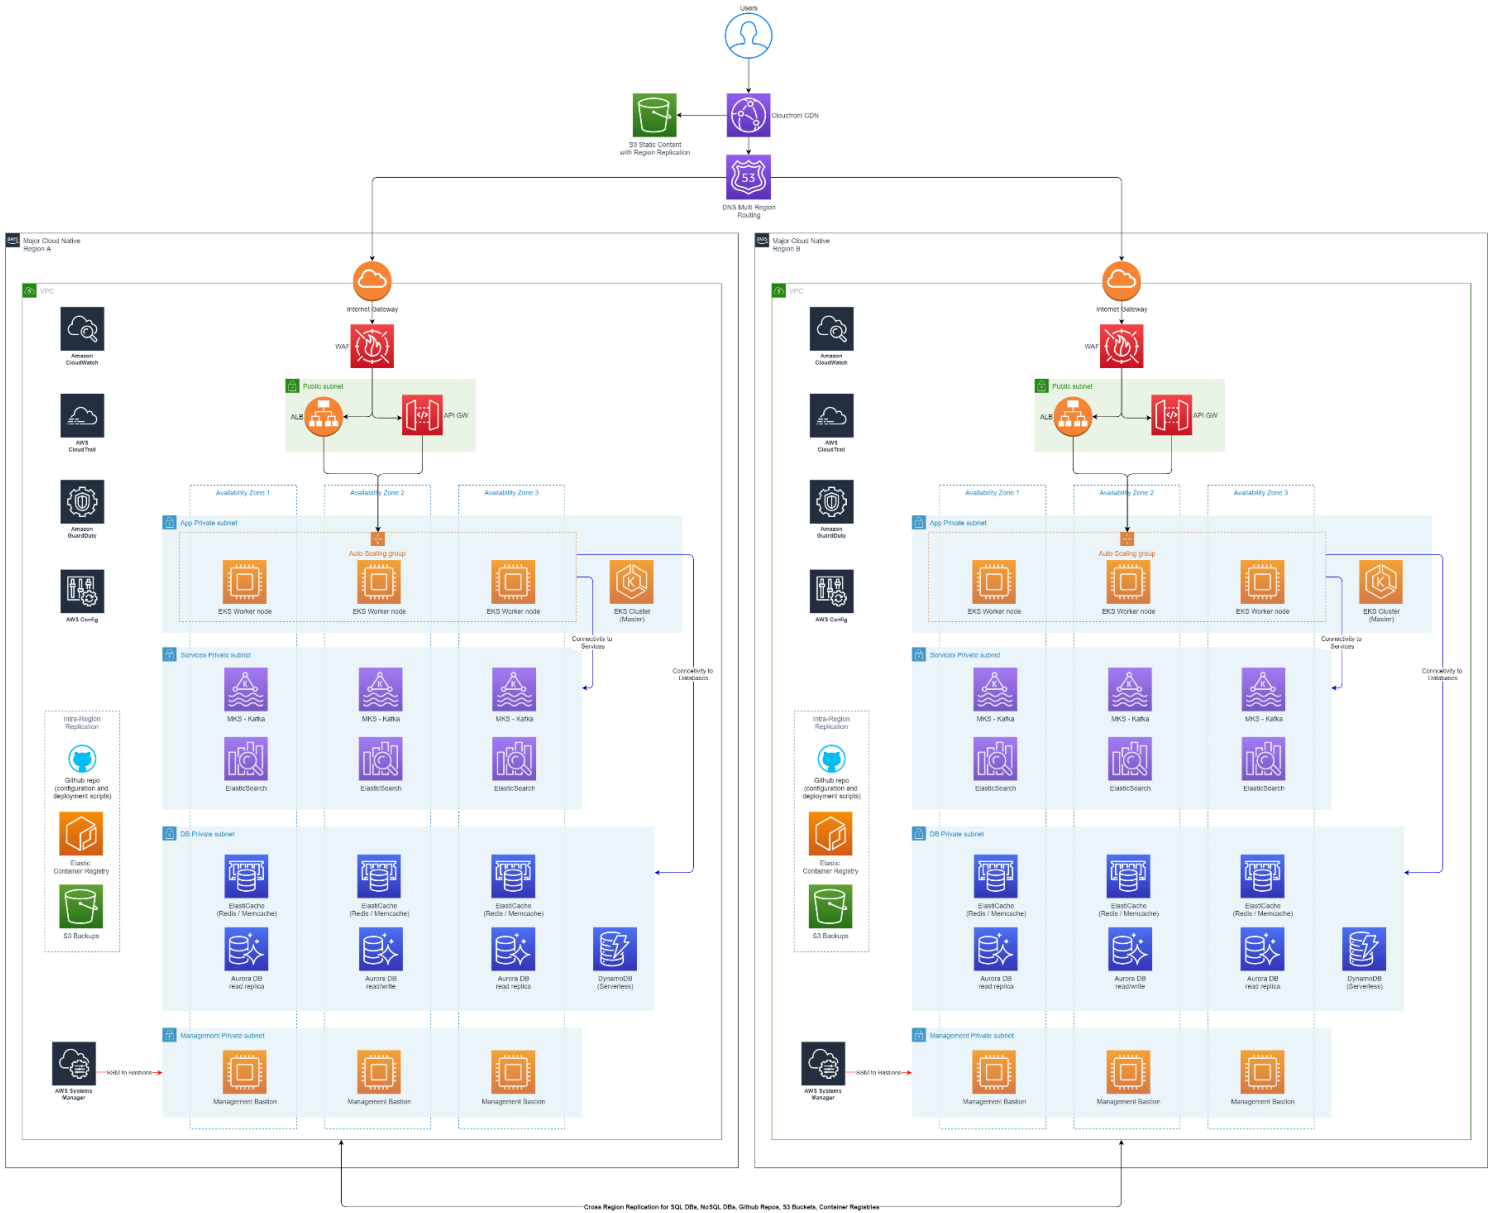 Users
Cloudfront CDN
S3 Static Content
with Region Replication
53
DNS Multi Region
Routing
aws
Major Cloud Native
Region A
VPC
Internet Gateway
WAF
Public subnet
ALB
API GW
Amazon
CloudWatch
AWS
CloudTrail
Amazon
GuardDuty
AWS Config
Availability Zone 1
Availability Zone 2
Availability Zone 3
App Private subnet
Auto Scaling group
EKS Worker node
EKS Worker node
EKS Worker node
EKS Cluster
(Master)
Connectivity to
Services
Conncetivity to
Databases
Services Private subnet
MKS - Kafka
MKS - Kafka
MKS - Kafka
ElasticSearch
ElasticSearch
ElasticSearch
Intra-Region
Replication
Github repo
(configuration and
deployment scripts)
Elastic
Container Registry
S3 Backups
DB Private subnet
ElastiCache
(Redis / Memcache)
ElastiCache
(Redis / Memcache)
ElastiCache
(Redis / Memcache)
Aurora DB
read replica
Aurora DB
read/write
Aurora DB
read replica
DynamoDB
(Serverless)
Management Private subnet
AWS Systems
Manager
SSM to Bastions
Management Bastion
Management Bastion
Management Bastion
aws
Major Cloud Native
Region B
VPC
Internet Gateway
WAF
Public subnet
ALB
API GW
Amazon
CloudWatch
AWS
CloudTrail
Amazon
GuardDuty
AWS Config
Availability Zone 1
Availability Zone 2
Availability Zone 3
App Private subnet
Auto Scaling group
EKS Worker node
EKS Worker node
EKS Worker node
EKS Cluster
(Master)
Connectivity to
Services
Conncetivity to
Databases
Services Private subnet
MKS - Kafka
MKS - Kafka
MKS - Kafka
ElasticSearch
ElasticSearch
ElasticSearch
Intra-Region
Replication
Github repo
(configuration and
deployment scripts)
Elastic
Container Registry
S3 Backups
DB Private subnet
ElastiCache
(Redis / Memcache)
ElastiCache
(Redis / Memcache)
ElastiCache
(Redis / Memcache)
Aurora DB
read replica
Aurora DB
read/write
Aurora DB
read replica
DynamoDB
(Serverless)
Management Private subnet
AWS Systems
Manager
SSM to Bastions
Management Bastion
Management Bastion
Management Bastion
Cross Region Replication for SQL DBs, NoSQL DBs, Github Repos, S3 Buckets, Container Registries